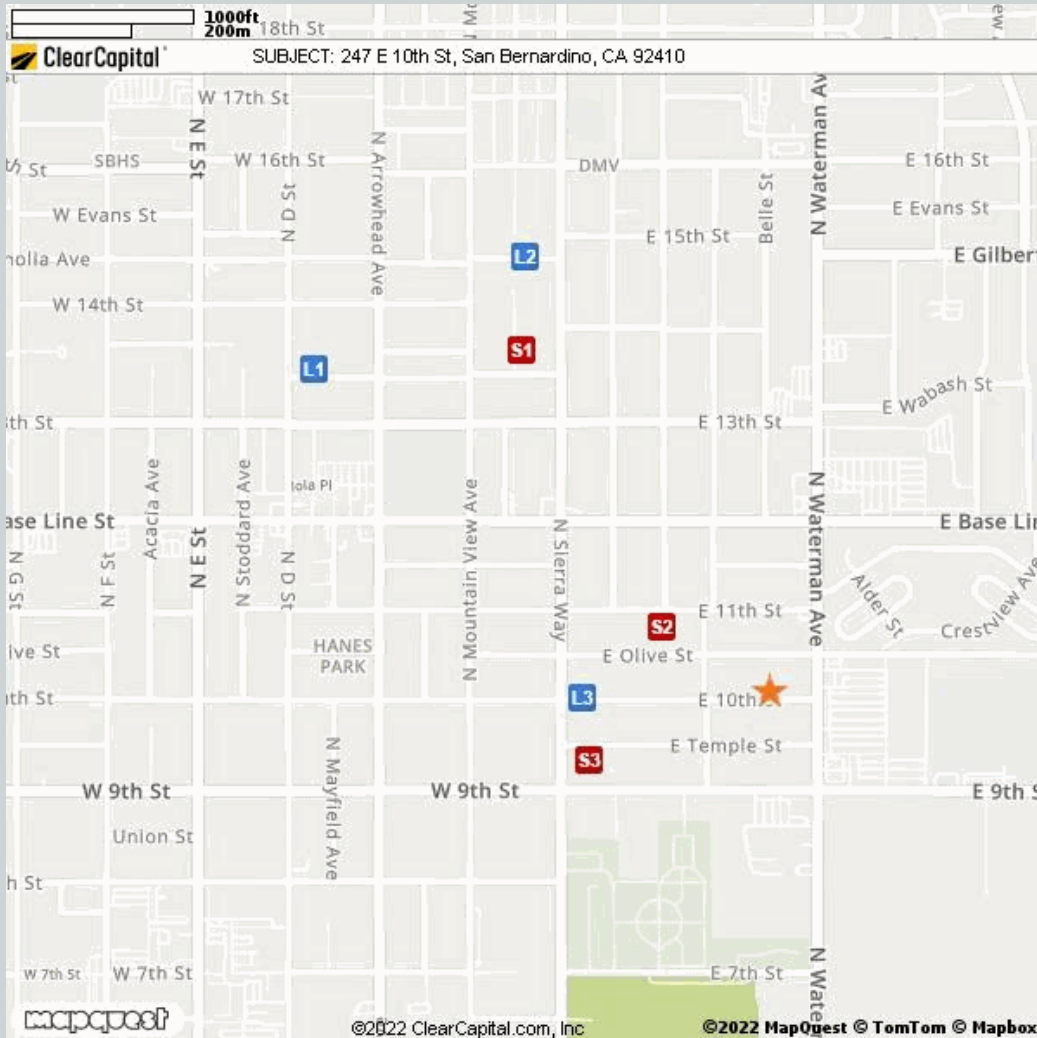 1000ft
200m
18th St
ClearCapital
SUBJECT: 247 E 10th St, San Bernardino, CA 92410
W 17th St
N E St
N Arrowhead Ave
N Waterman Av
SBHS
W 16th St
DMV
E 16th St
N D St
Belle St
W Evans St
E Evans St
E 15th St
L2
E Gilbert
W 14th St
S1
L1
E Wabash St
E 13th St
Acacia Ave
N Stoddard Ave
N Mountain View Ave
N Waterman Ave
Iola Pl
ase Line St
E Base Lin
N G St
N F St
N E St
N D St
N Sierra Way
Alder St
Crestview Ave
E 11th St
S2
HANES
PARK
E Olive St
L3
E 10th
E Temple St
N Mayfield Ave
S3
W 9th St
W 9th St
E 9th S
Union St
h St
W 7th St
W 7th St
E 7th St
N Water
mapquest
©2022 ClearCapital.com, Inc
©2022 MapQuest © TomTom © Mapbox